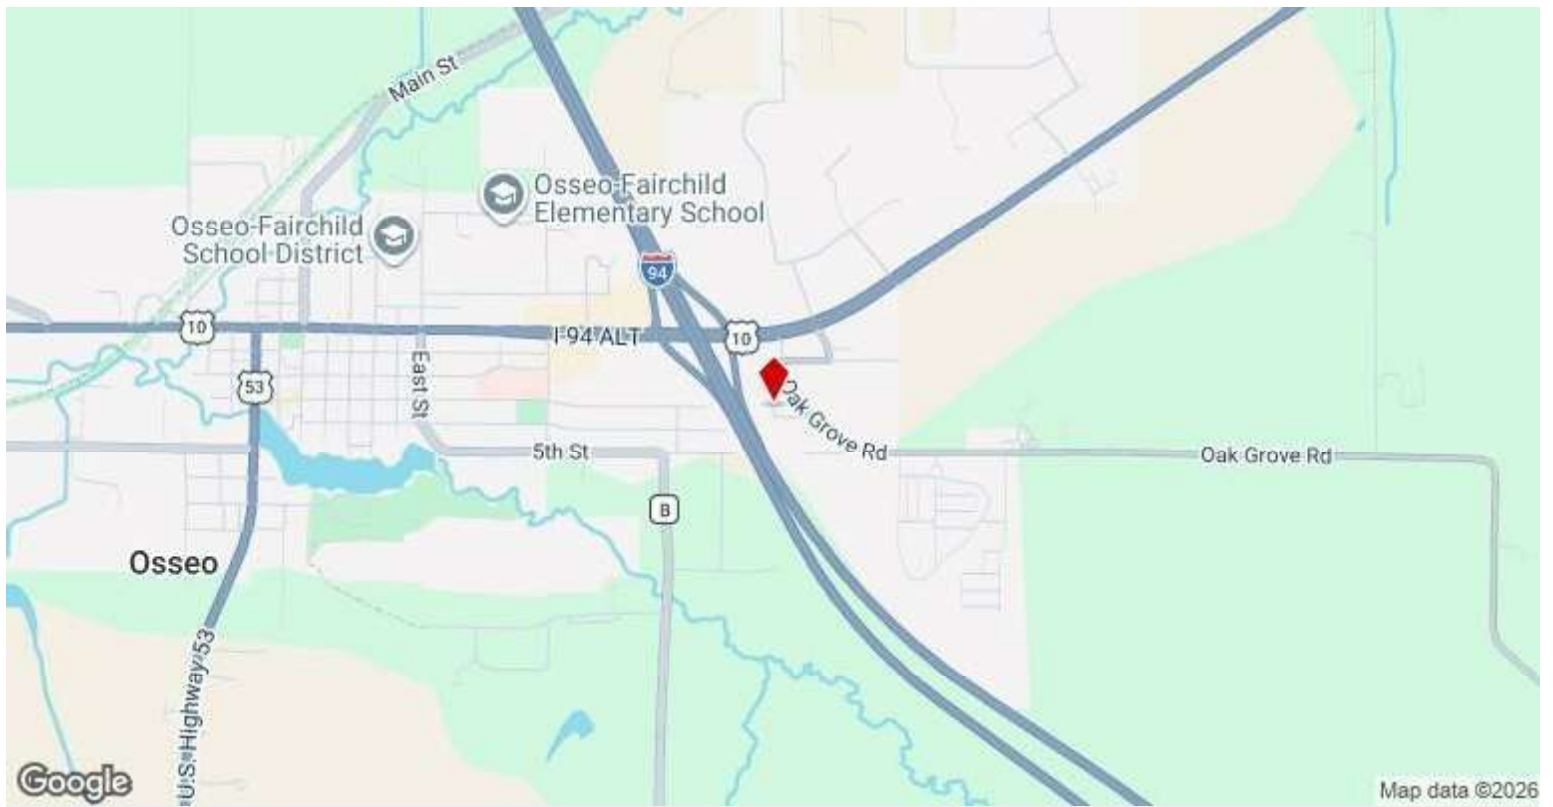 Main St
Osseo-Fairchild
Elementary School
Osseo-Fairchild
School District
94
10
I-94 ALT
10
53
East St
Oak Grove Rd
5th St
Oak Grove Rd
B
Osseo
U.S. Highway 53
Google
Map data ©2026